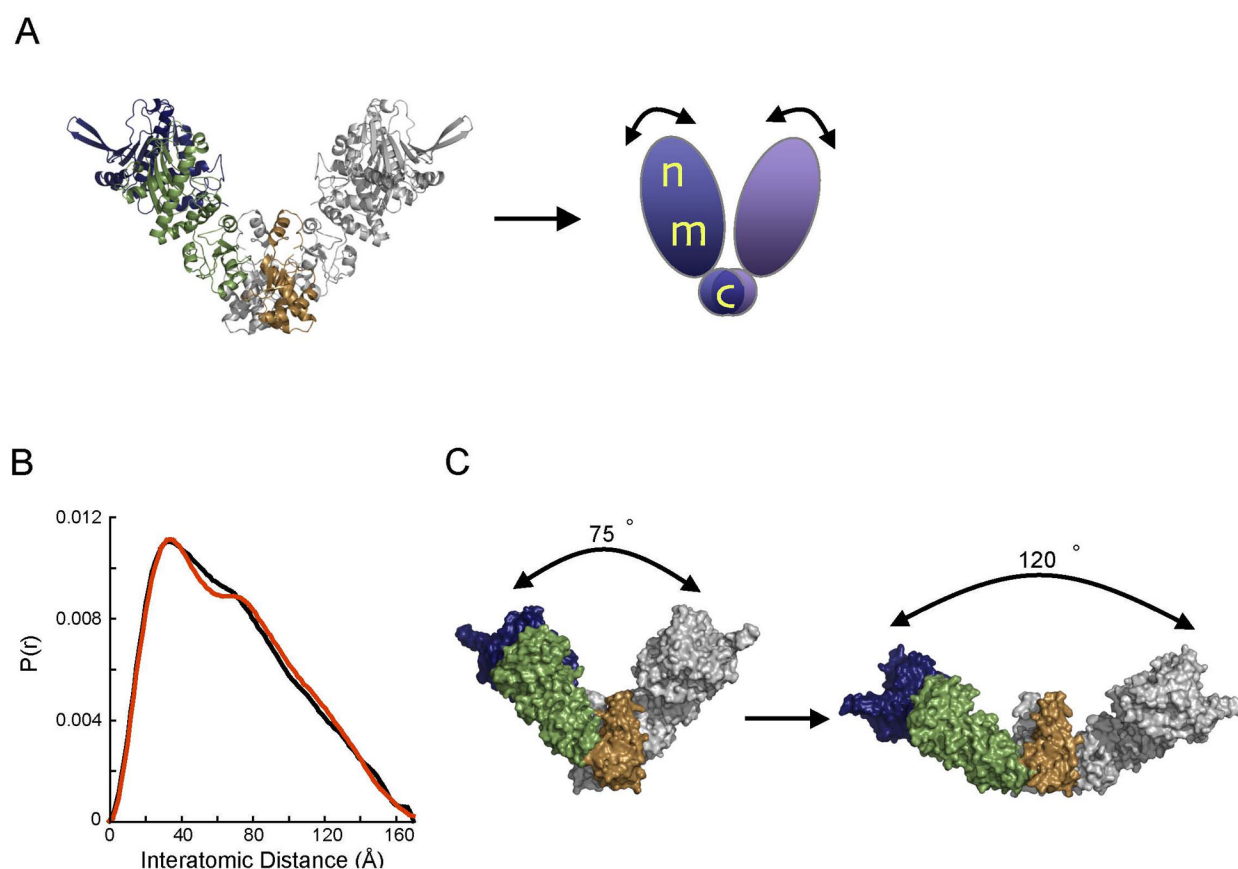 A
n
m
c
B
C
P(r)
0.012
0.008
0.004
0
0 40 80 120 160
Interatomic Distance (Å)
75 °
120 °